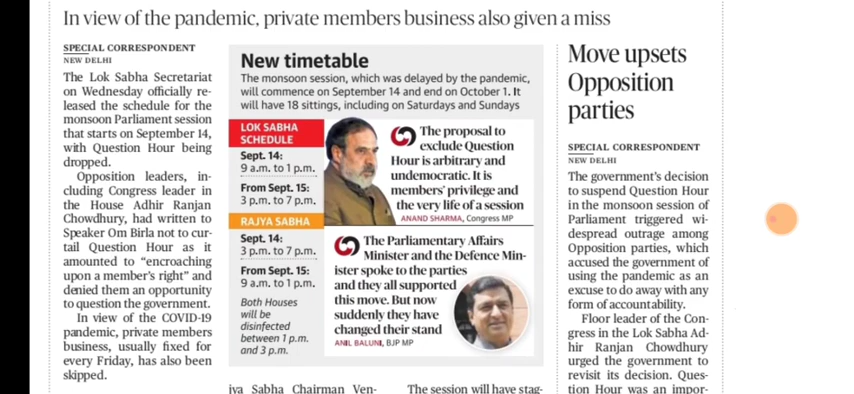 In view of the pandemic, private members business also given a miss
SPECIAL CORRESPONDENT
NEW DELHI
The Lok Sabha Secretariat
on Wednesday officially re-
leased the schedule for the
monsoon Parliament session
that starts on September 14,
with Question Hour being
dropped.
Opposition leaders, in-
cluding Congress leader in
the House Adhir Ranjan
Chowdhury, had written to
Speaker Om Birla not to cur-
tail Question Hour as it
amounted to “encroaching
upon a member's right” and
denied them an opportunity
to question the government.
In view of the COVID-19
pandemic, private members
business, usually fixed for
every Friday, has also been
skipped.
New timetable
The monsoon session, which was delayed by the pandemic,
will commence on September 14 and end on October 1. It
will have 18 sittings, including on Saturdays and Sundays
LOK SABHA
SCHEDULE
Sept. 14:
9 a.m. to 1 p.m.
From Sept. 15:
3 p.m. to 7 p.m.
RAJYA SABHA
Sept. 14:
3 p.m. to 7 p.m.
From Sept. 15:
9 a.m. to 1 p.m.
Both Houses
will be
disinfected
between 1 p.m.
and 3 p.m.
The proposal to
exclude Question
Hour is arbitrary and
undemocratic. It is
members' privilege and
the very life of a session
ANAND SHARMA, Congress MP
The Parliamentary Affairs
Minister and the Defence Min-
ister spoke to the parties
and they all supported
this move. But now
suddenly they have
changed their stand
ANIL BALUNI, BJP MP
jya Sabha Chairman Ven-
The session will have stag-
Move upsets
Opposition
parties
SPECIAL CORRESPONDENT
NEW DELHI
The government's decision
to suspend Question Hour
in the monsoon session of
Parliament triggered wi-
despread outrage among
Opposition parties, which
accused the government of
using the pandemic as an
excuse to do away with any
form of accountability.
Floor leader of the Con-
gress in the Lok Sabha Ad-
hir Ranjan Chowdhury
urged the government to
revisit its decision. Ques-
tion Hour was an impor-